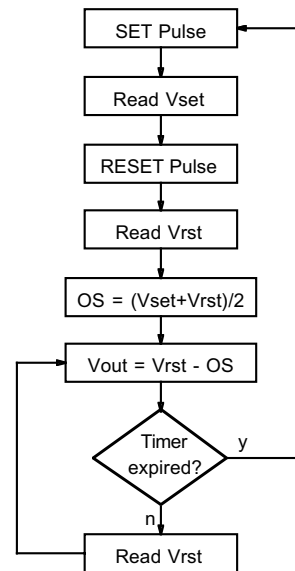 SET Pulse
Read Vset
RESET Pulse
Read Vrst
OS = (Vset+Vrst)/2
Vout = Vrst - OS
Timer
expired?
y
n
Read Vrst